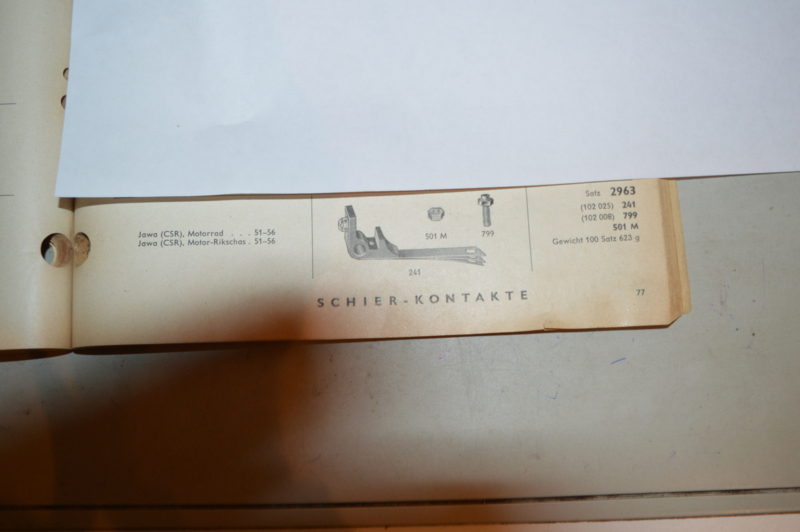 Jawa (CSR), Motorrad . . . 51–56
Jawa (CSR), Motor-Rikschas . 51–56
501 M
799
241
Satz 2963
(102 025) 241
(102 008) 799
501 M
Gewicht 100 Satz 623 g
SCHIER-KONTAKTE
77